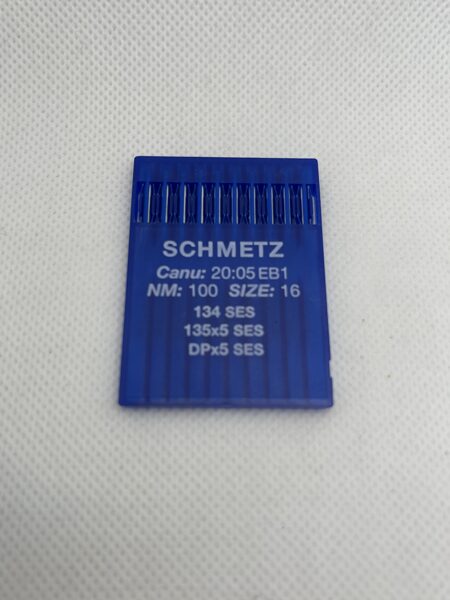 SCHMETZ
Canu: 20:05 EB1
NM: 100 SIZE: 16
134 SES
135x5 SES
DPx5 SES